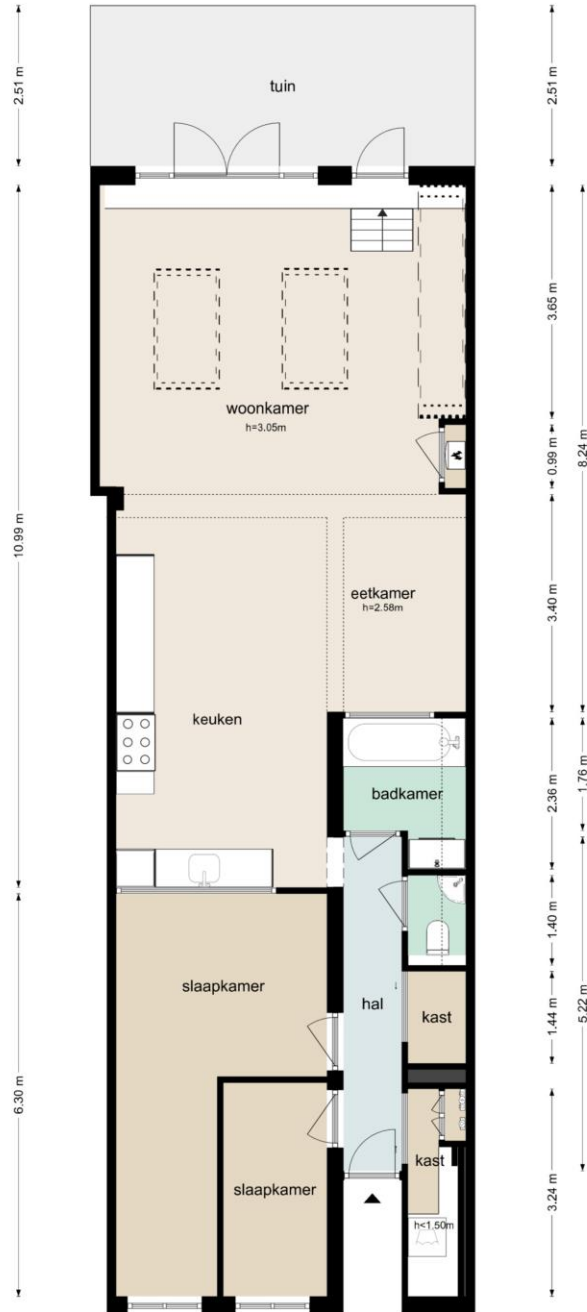 2.51 m
2.51 m
tuin
10.99 m
6.30 m
3.65 m
0.99 m
8.24 m
3.40 m
2.36 m
1.76 m
1.40 m
1.44 m
5.22 m
3.24 m
woonkamer
h=3.05m
eetkamer
h=2.58m
keuken
badkamer
slaapkamer
hal
kast
slaapkamer
kast
h<1.50m